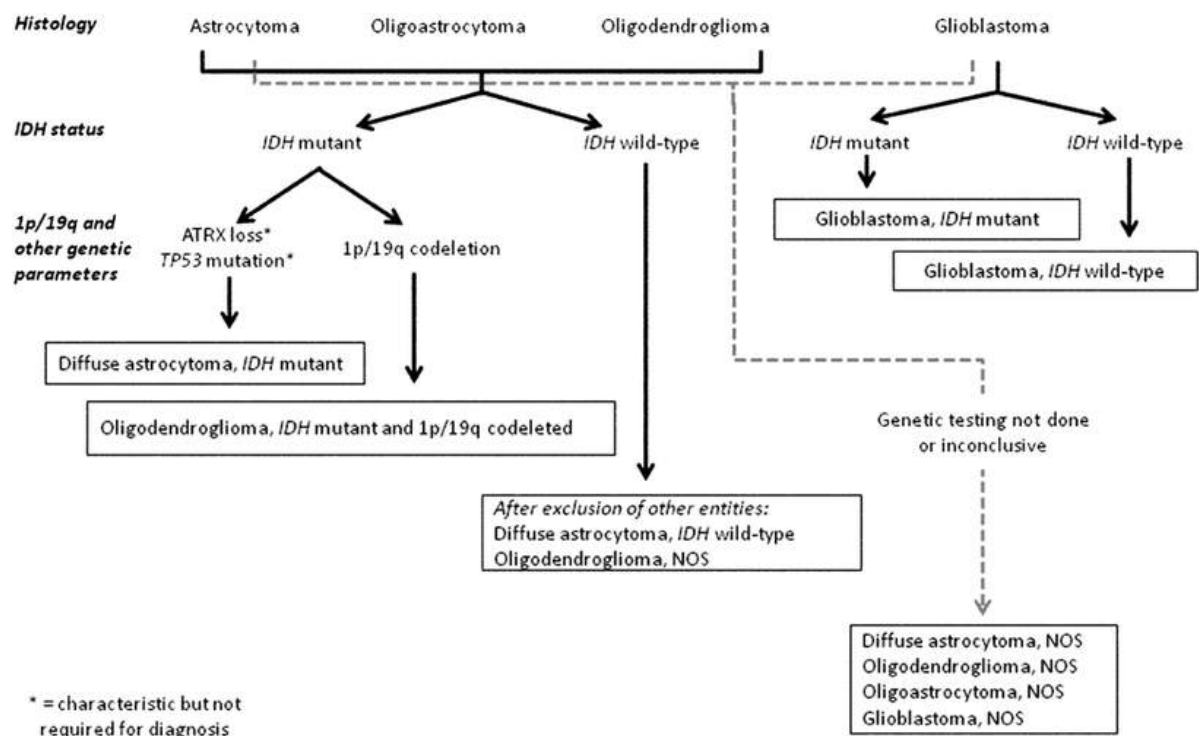 Histology
Astrocytoma
Oligoastrocytoma
Oligodendroglioma
Glioblastoma
IDH status
IDH mutant
IDH wild-type
IDH mutant
IDH wild-type
1p/19q and
other genetic
parameters
ATRX loss*
TP53 mutation*
1p/19q codeletion
Glioblastoma, IDH mutant
Glioblastoma, IDH wild-type
Diffuse astrocytoma, IDH mutant
Oligodendroglioma, IDH mutant and 1p/19q codeleted
Genetic testing not done
or inconclusive
After exclusion of other entities:
Diffuse astrocytoma, IDH wild-type
Oligodendroglioma, NOS
Diffuse astrocytoma, NOS
Oligodendroglioma, NOS
Oligoastrocytoma, NOS
Glioblastoma, NOS
* = characteristic but not
required for diagnosis